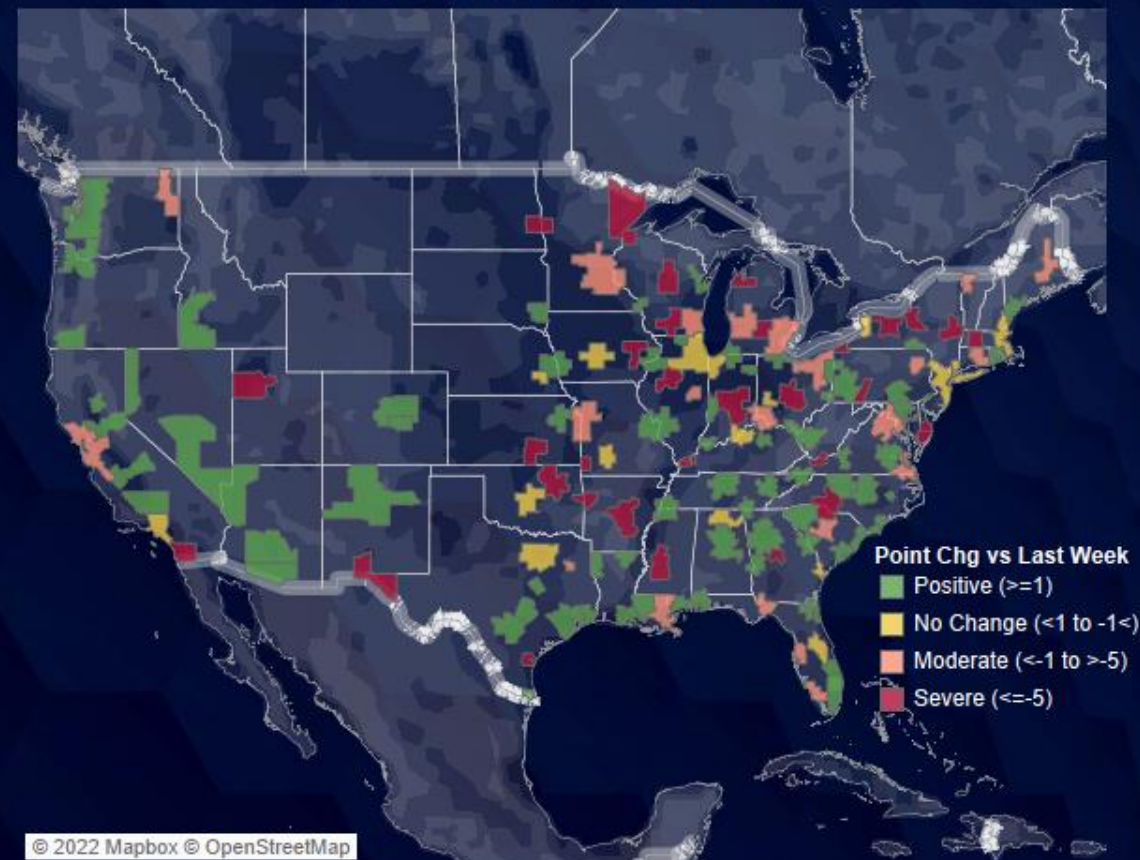 Point Chg vs Last Week
Positive (>=1)
No Change (<1 to -1<)
Moderate (<-1 to >-5)
Severe (<=-5)
© 2022 Mapbox © OpenStreetMap